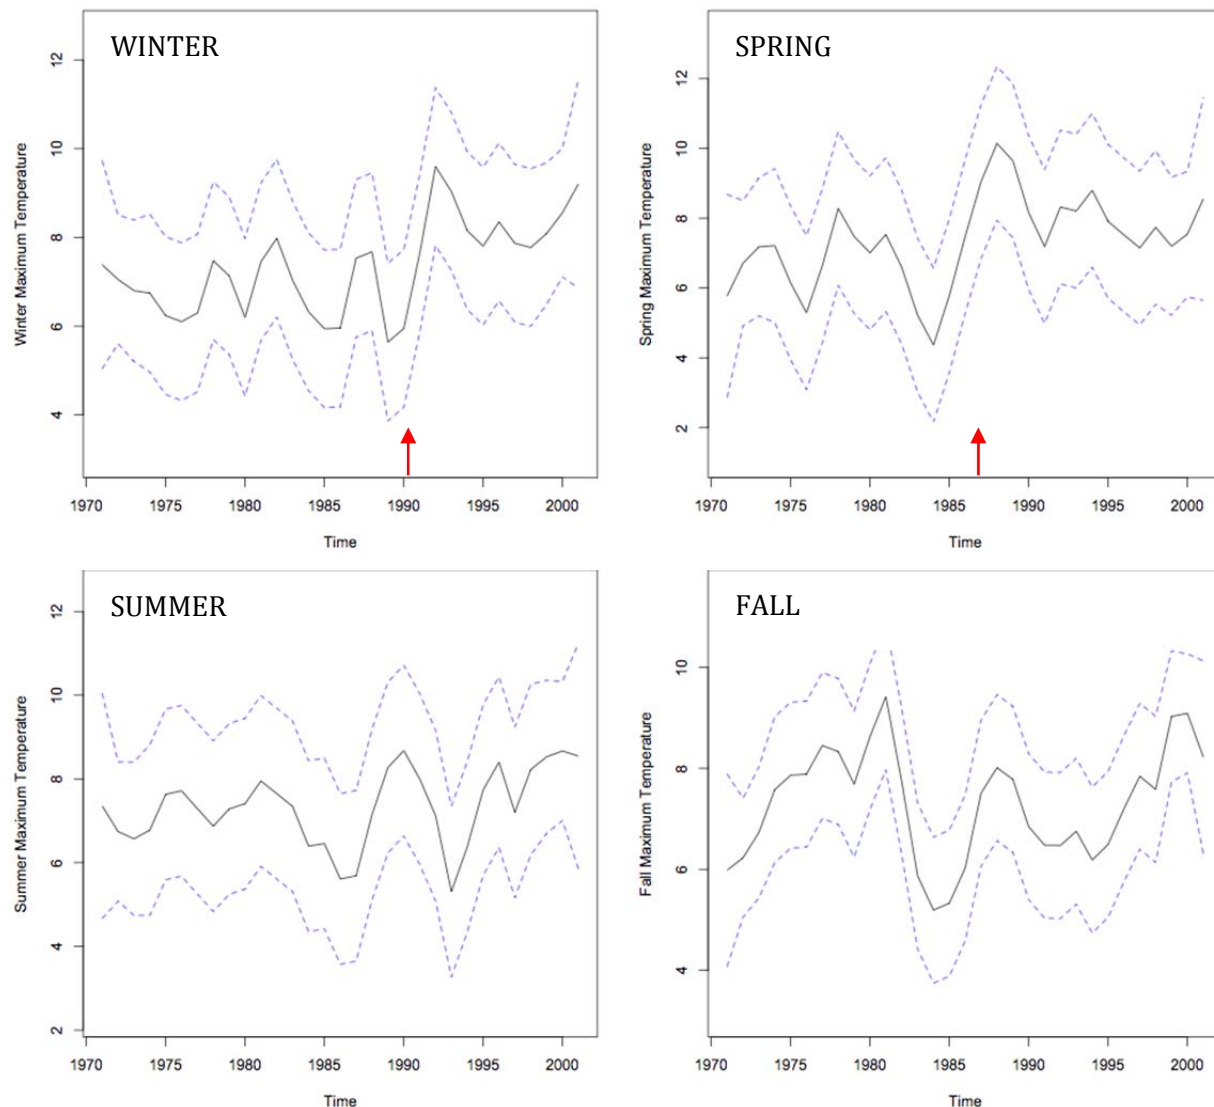 WINTER
Winter Maximum Temperature
12
10
8
6
4
1970 1975 1980 1985 1990 1995 2000
Time
SPRING
Spring Maximum Temperature
12
10
8
6
4
2
1970 1975 1980 1985 1990 1995 2000
Time
SUMMER
Summer Maximum Temperature
12
10
8
6
4
2
1970 1975 1980 1985 1990 1995 2000
Time
FALL
Fall Maximum Temperature
10
8
6
4
1970 1975 1980 1985 1990 1995 2000
Time